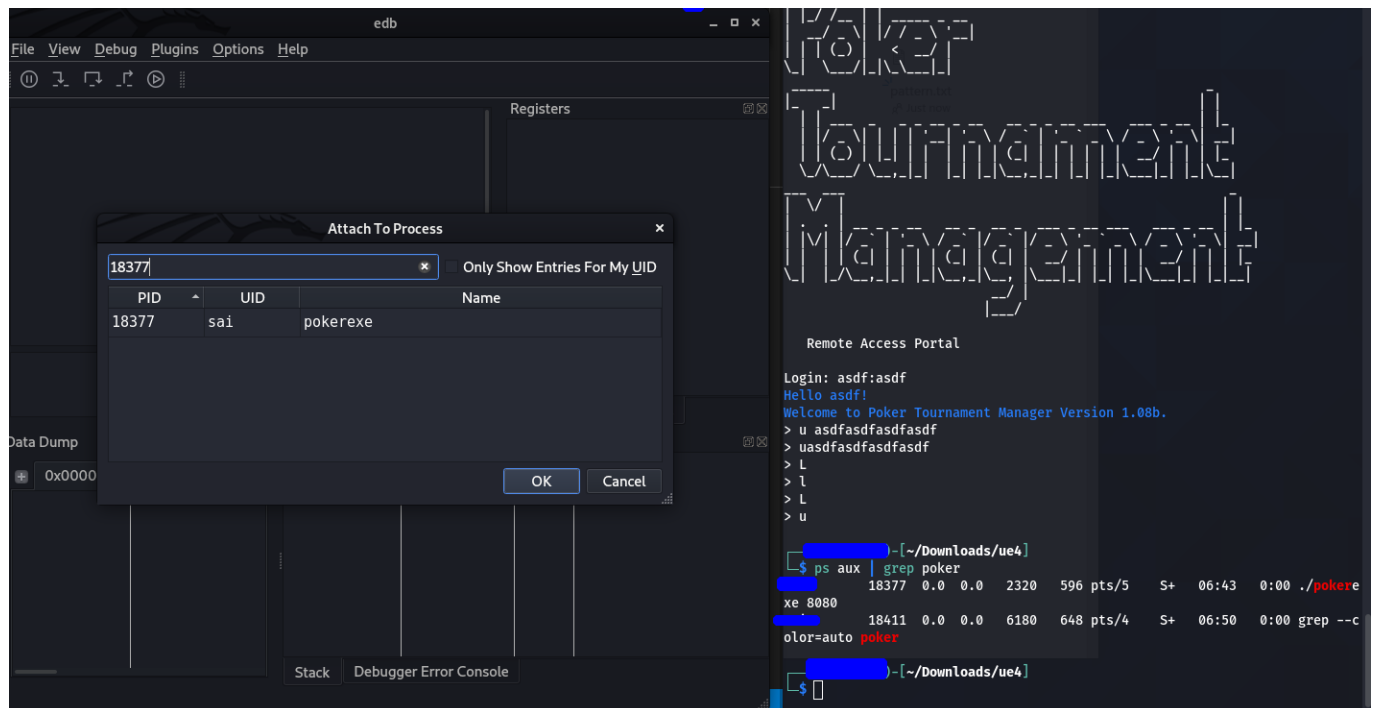 edb
File View Debug Plugins Options Help
Registers
Attach To Process
18377
Only Show Entries For My UID
PID UID Name
18377 sai pokerexe
OK Cancel
Data Dump
0x0000
Stack Debugger Error Console
Poker
Tournament
Management
Remote Access Portal
Login: asdf:asdf
Hello asdf!
Welcome to Poker Tournament Manager Version 1.08b.
> u asdfasdfasdfasdf
> uasdfasdfasdfasdf
> L
> l
> L
> u
)-[~/Downloads/ue4]
$ ps aux | grep poker
18377 0.0 0.0 2320 596 pts/5 S+ 06:43 0:00 ./pokere
xe 8080
18411 0.0 0.0 6180 648 pts/4 S+ 06:50 0:00 grep --c
olor=auto poker
)-[~/Downloads/ue4]
$